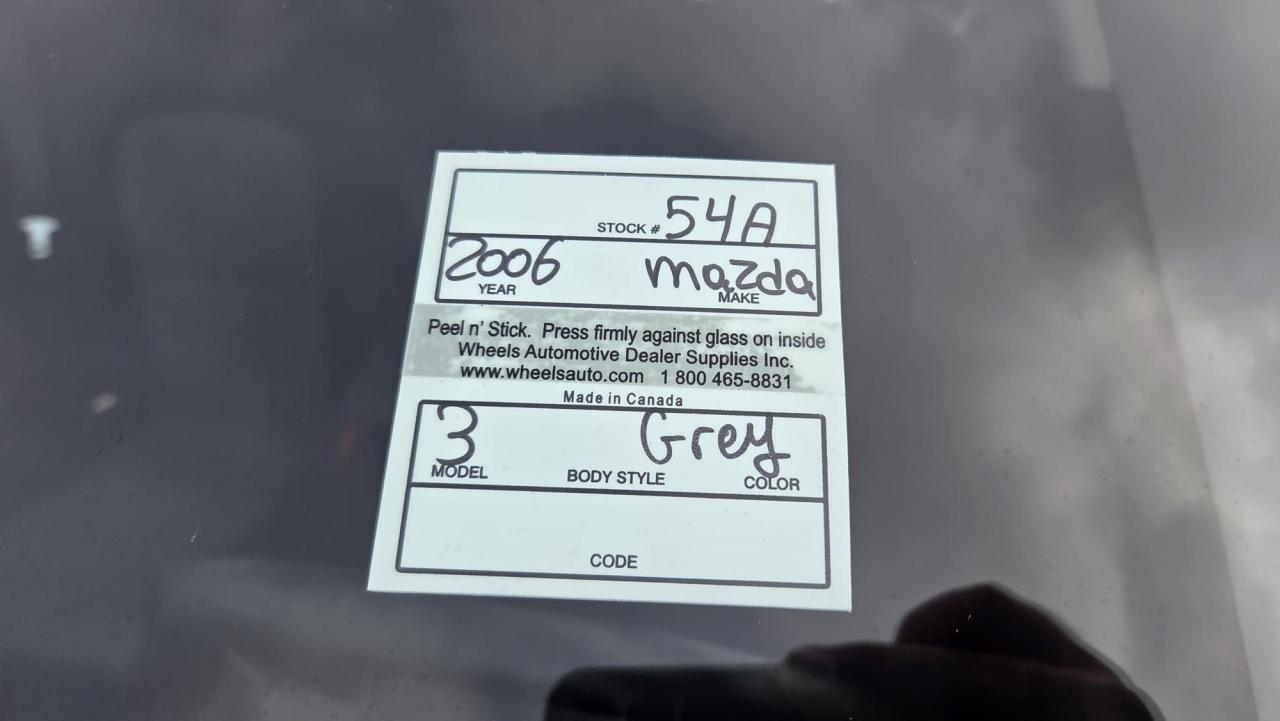 STOCK # 54A
2006 mazda
YEAR MAKE
Peel n' Stick. Press firmly against glass on inside
Wheels Automotive Dealer Supplies Inc.
www.wheelsauto.com 1 800 465-8831
Made in Canada
3 Grey
MODEL BODY STYLE COLOR
CODE